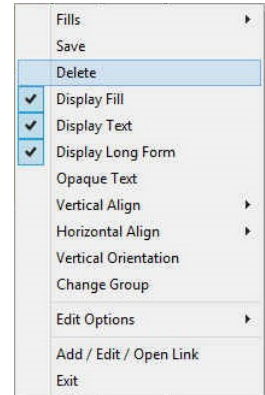 Fills
Save
Delete
Display Fill
Display Text
Display Long Form
Opaque Text
Vertical Align
Horizontal Align
Vertical Orientation
Change Group
Edit Options
Add / Edit / Open Link
Exit